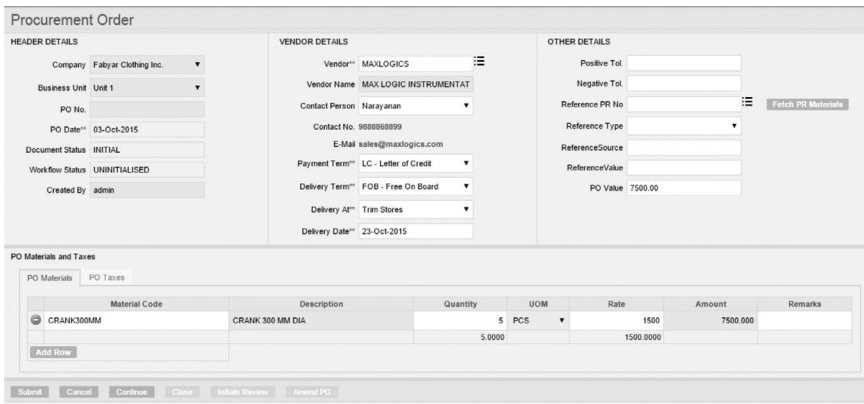 Procurement Order
HEADER DETAILS
Company Fabyar Clothing Inc.
Business Unit Unit 1
PO No.
PO Date** 03-Oct-2015
Document Status INITIAL
Workflow Status UNINITIALISED
Created By admin
VENDOR DETAILS
Vendor** MAXLOGICS
Vendor Name MAX LOGIC INSTRUMENTAT
Contact Person Narayanan
Contact No. 9888868899
E-Mail sales@maxlogics.com
Payment Term** LC - Letter of Credit
Delivery Term** FOB - Free On Board
Delivery At** Trim Stores
Delivery Date** 23-Oct-2015
OTHER DETAILS
Positive Tol.
Negative Tol.
Reference PR No Fetch PR Materials
Reference Type
ReferenceSource
ReferenceValue
PO Value 7500.00
PO Materials and Taxes
PO Materials PO Taxes
Material Code Description Quantity UOM Rate Amount Remarks
CRANK300MM CRANK 300 MM DIA 5 PCS 1500 7500.000
5.0000 1500.0000
Add Row
Submit Cancel Continue Close Initiate Review Amend PO